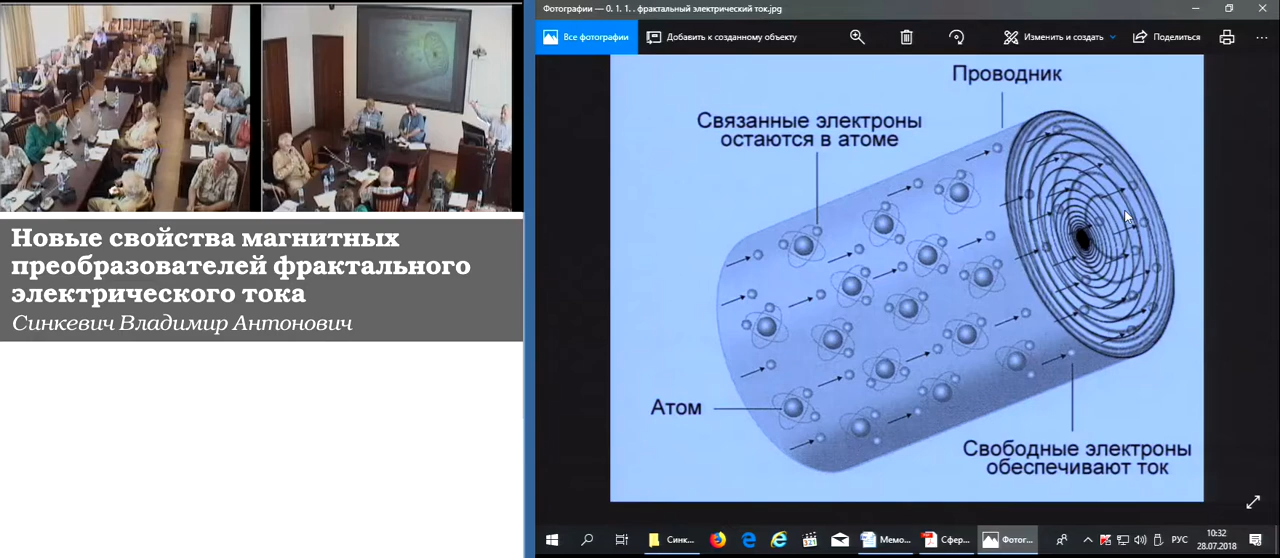 Новые свойства магнитных
преобразователей фрактального
электрического тока
Синкевич Владимир Антонович
Фотографии — 0. 1. 1. . фрактальный электрический ток.jpg
Все фотографии
Добавить к созданному объекту
Изменить и создать
Поделиться
Проводник
Связанные электроны
остаются в атоме
Атом
Свободные электроны
обеспечивают ток
Синк...
Мемо...
Сфер...
Фотог...
РУС
10:32
28.07.2018